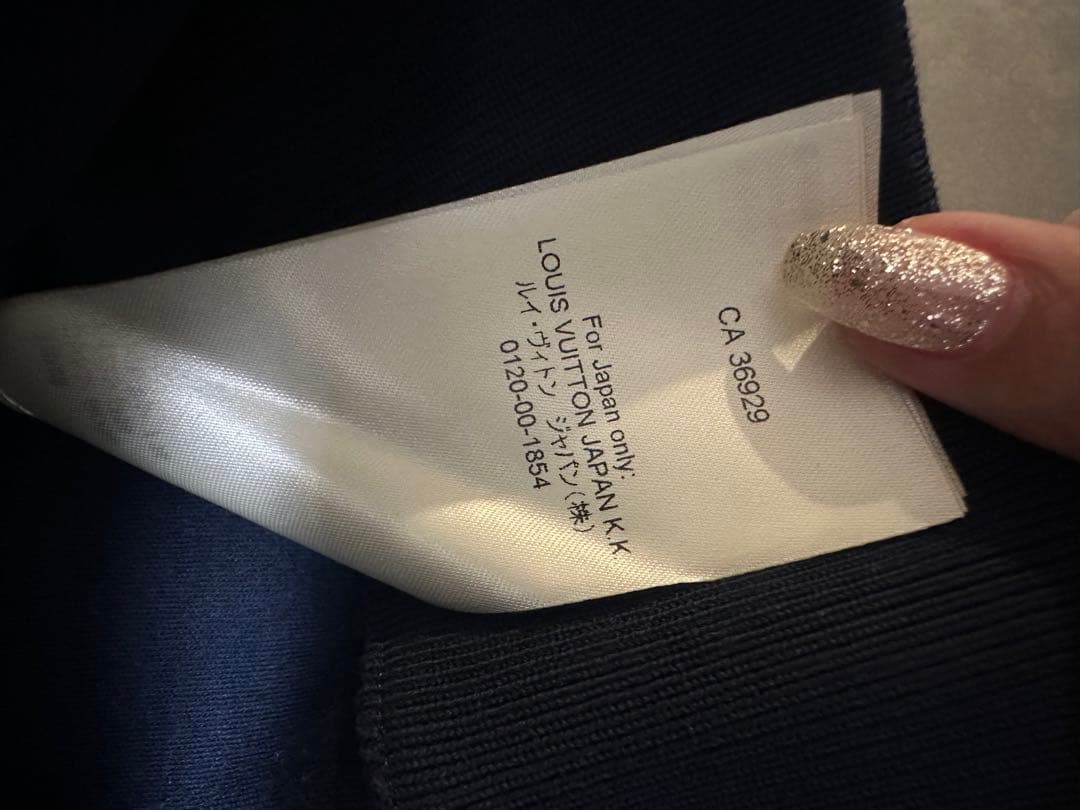 CA 36929
For Japan only:
LOUIS VUITTON JAPAN K.K
ルイ・ヴィトン ジャパン(株)
0120-00-1854